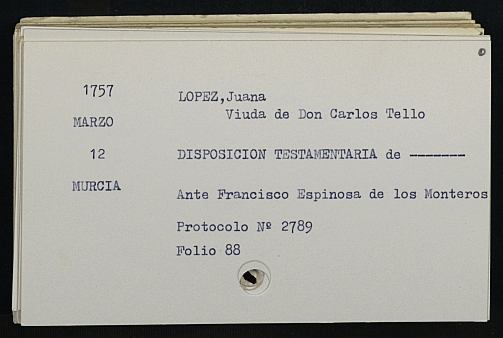 1757
LOPEZ,Juana
MARZO
Viuda de Don Carlos Tello
12
DISPOSICION TESTAMENTARIA de -------
MURCIA
Ante Francisco Espinosa de los Monteros
Protocolo Nº 2789
Folio 88